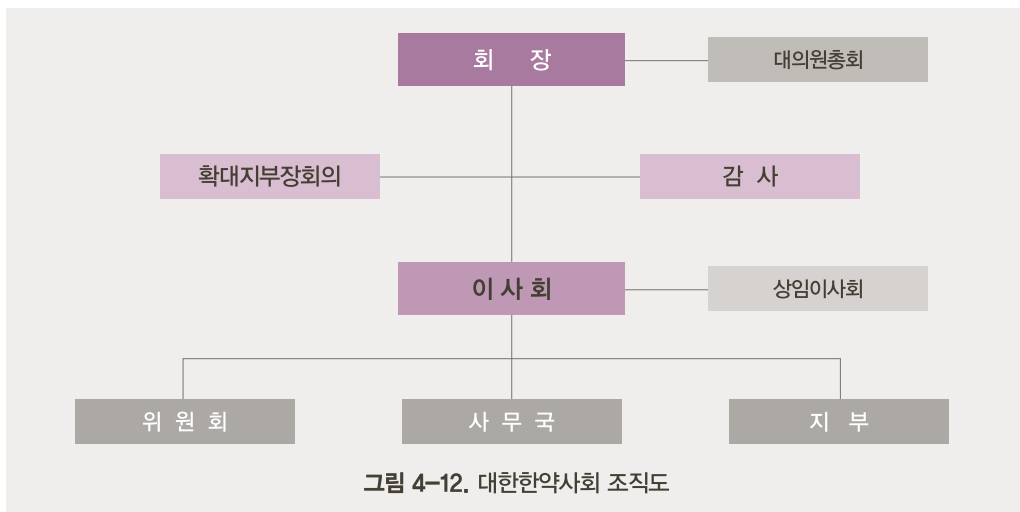 회 장
대의원총회
확대지부장회의
감 사
이 사 회
상임이사회
위 원 회
사 무 국
지 부
그림 4-12. 대한한약사회 조직도